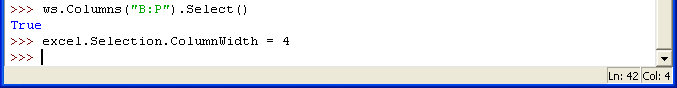 >>> ws.Columns("B:P").Select()
True
>>> excel.Selection.ColumnWidth = 4
>>>
Ln: 42 Col: 4